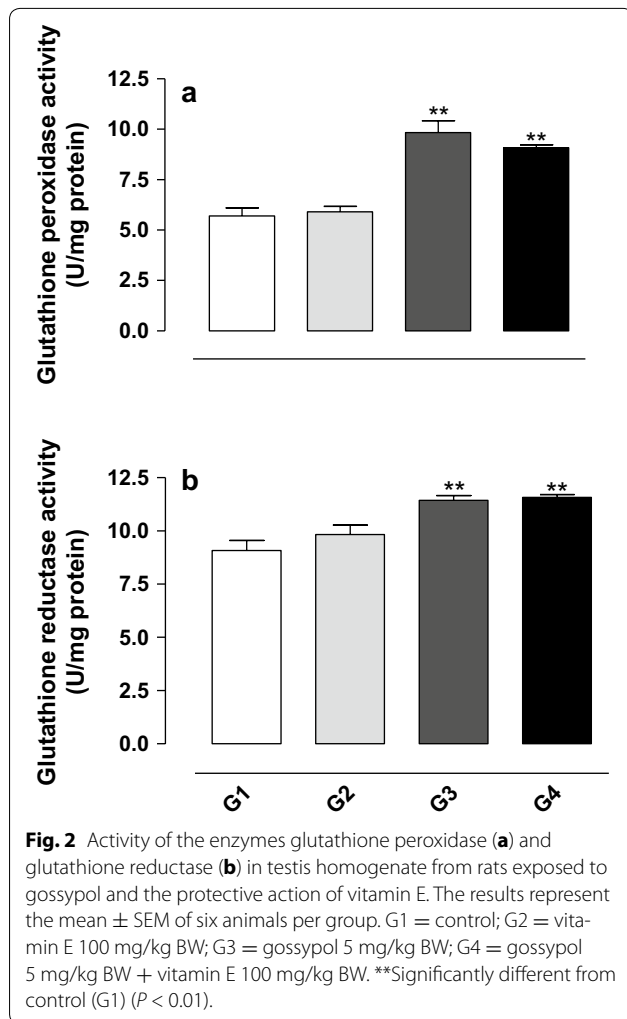 12.5
a
**
**
10.0
7.5
5.0
2.5
0.0
Glutathione peroxidase activity
(U/mg protein)
12.5
b
**
**
10.0
7.5
5.0
2.5
0.0
Glutathione reductase activity
(U/mg protein)
G1 G2 G3 G4
Fig. 2 Activity of the enzymes glutathione peroxidase (a) and
glutathione reductase (b) in testis homogenate from rats exposed to
gossypol and the protective action of vitamin E. The results represent
the mean ± SEM of six animals per group. G1 = control; G2 = vita-
min E 100 mg/kg BW; G3 = gossypol 5 mg/kg BW; G4 = gossypol
5 mg/kg BW + vitamin E 100 mg/kg BW. **Significantly different from
control (G1) (P < 0.01).